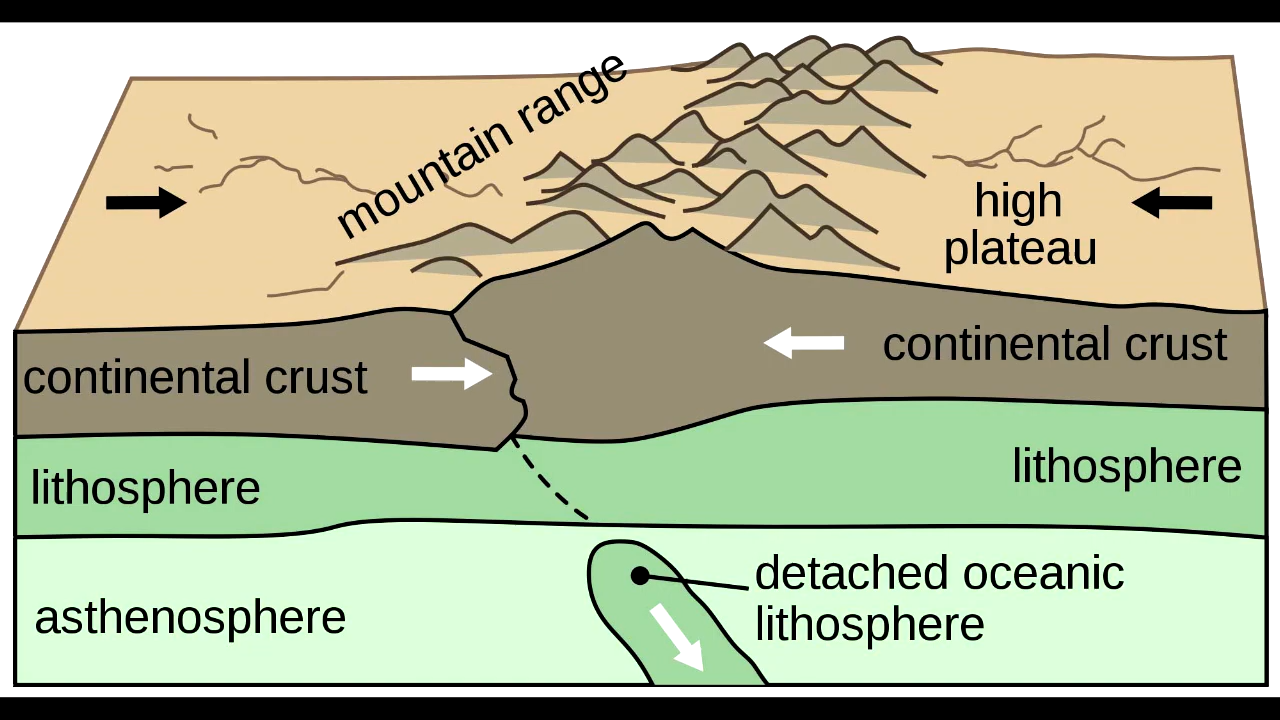 mountain range
high
plateau
continental crust
continental crust
lithosphere
lithosphere
detached oceanic
lithosphere
asthenosphere